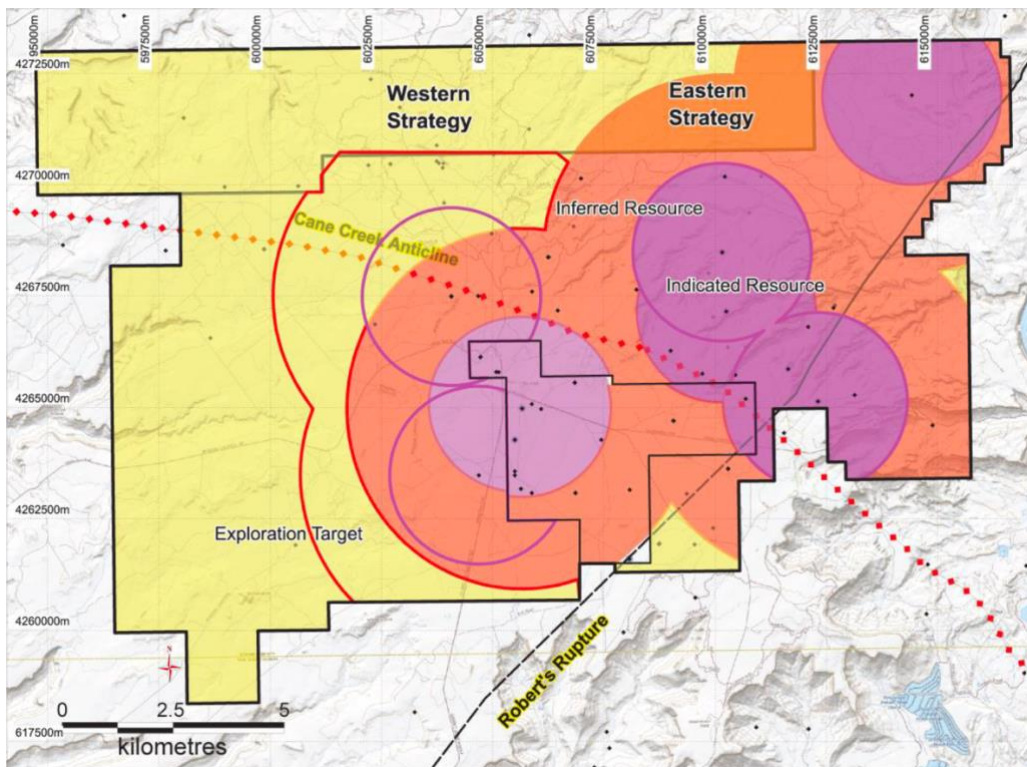 595000m
597500m
600000m
602500m
605000m
607500m
610000m
612500m
615000m
4272500m
Western
Strategy
Eastern
Strategy
4270000m
Inferred Resource
Cane Creek Anticline
Indicated Resource
4267500m
4265000m
4262500m
Exploration Target
4260000m
Robert's Rupture
0 2.5 5
kilometres
617500m